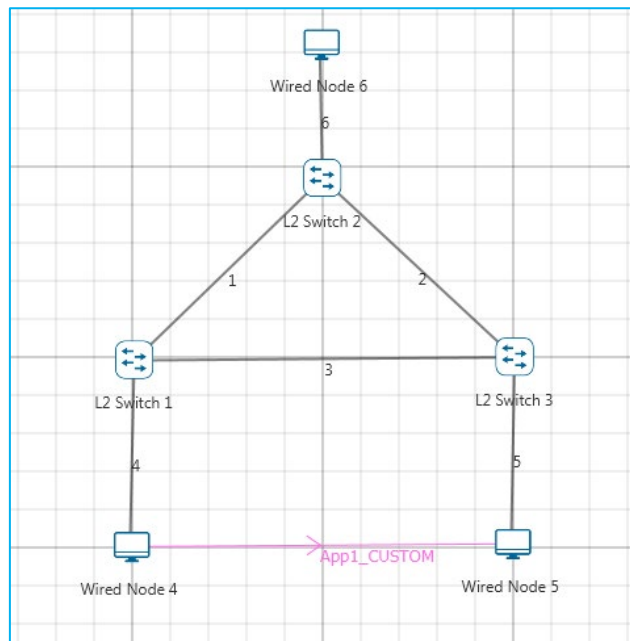 Wired Node 6
6
L2 Switch 2
1
2
3
L2 Switch 1
L2 Switch 3
4
5
App1_CUSTOM
Wired Node 4
Wired Node 5